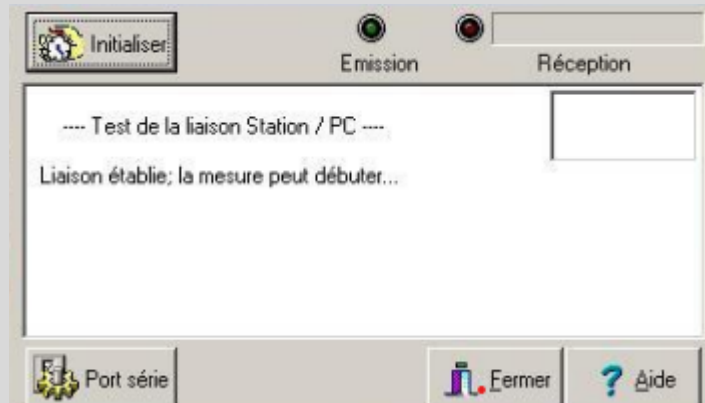 Initialiser
Emission
Réception
---- Test de la liaison Station / PC ----
Liaison établie; la mesure peut débuter...
Port série
Fermer
Aide